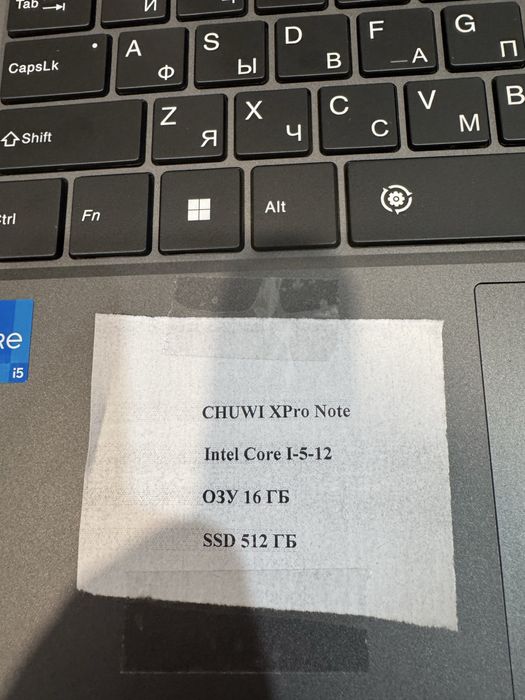 Tab
И
CapsLk
A
Ф
S
Ы
D
В
F
А
G
П
Shift
Z
Я
X
Ч
C
С
V
М
B
Ctrl
Fn
Alt
RE
i5
CHUWI XPro Note
Intel Core I-5-12
ОЗУ 16 ГБ
SSD 512 ГБ